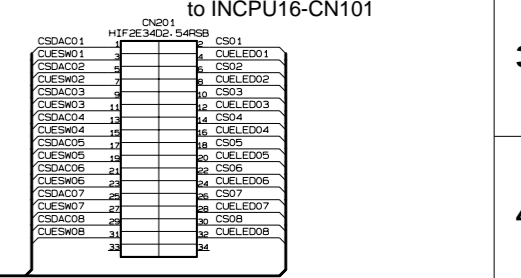 to INCPU16-CN101
CN201
HIF2E34D2.54RSB
CSDAC01 1 2 CS01
CUESW01 3 4 CUELED01
CSDAC02 5 6 CS02
CUESW02 7 8 CUELED02
CSDAC03 9 10 CS03
CUESW03 11 12 CUELED03
CSDAC04 13 14 CS04
CUESW04 15 16 CUELED04
CSDAC05 17 18 CS05
CUESW05 19 20 CUELED05
CSDAC06 21 22 CS06
CUESW06 23 24 CUELED06
CSDAC07 25 26 CS07
CUESW07 27 28 CUELED07
CSDAC08 29 30 CS08
CUESW08 31 32 CUELED08
33 34